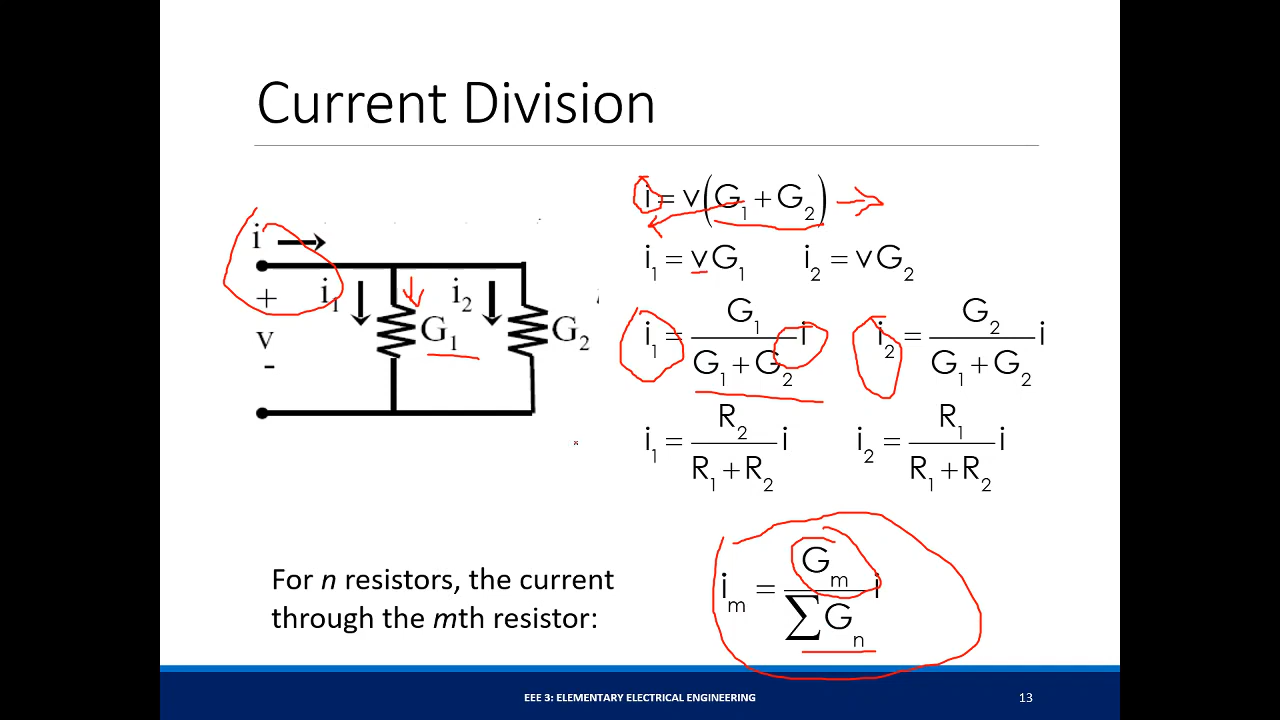 Current Division
i = v(G₁ + G₂)
i₁ = vG₁ i₂ = vG₂
i₁ = G₁ / (G₁ + G₂) i i₂ = G₂ / (G₁ + G₂) i
i₁ = R₂ / (R₁ + R₂) i i₂ = R₁ / (R₁ + R₂) i
i
+
v
-
i₁
G₁
i₂
G₂
For n resistors, the current
through the mth resistor:
iₘ = Gₘ / ∑Gₙ i
EEE 3: ELEMENTARY ELECTRICAL ENGINEERING
13